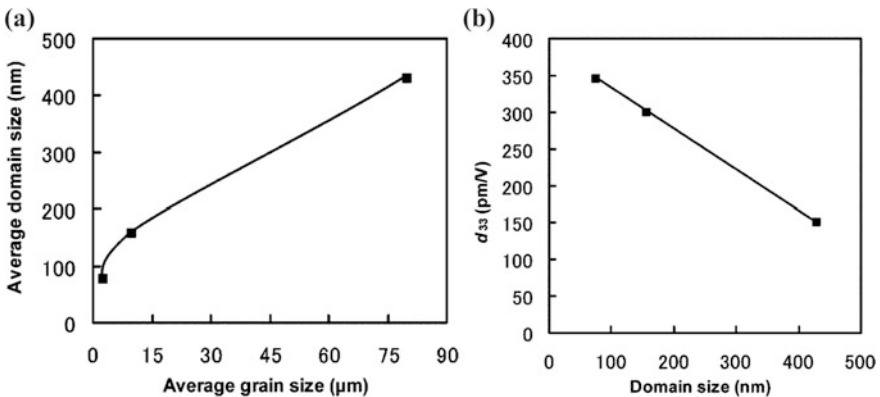 (a)
500
400
300
200
100
0
Average domain size (nm)
0 15 30 45 60 75 90
Average grain size (μm)
(b)
400
350
300
250
200
150
100
50
0
d33 (pm/V)
0 100 200 300 400 500
Domain size (nm)